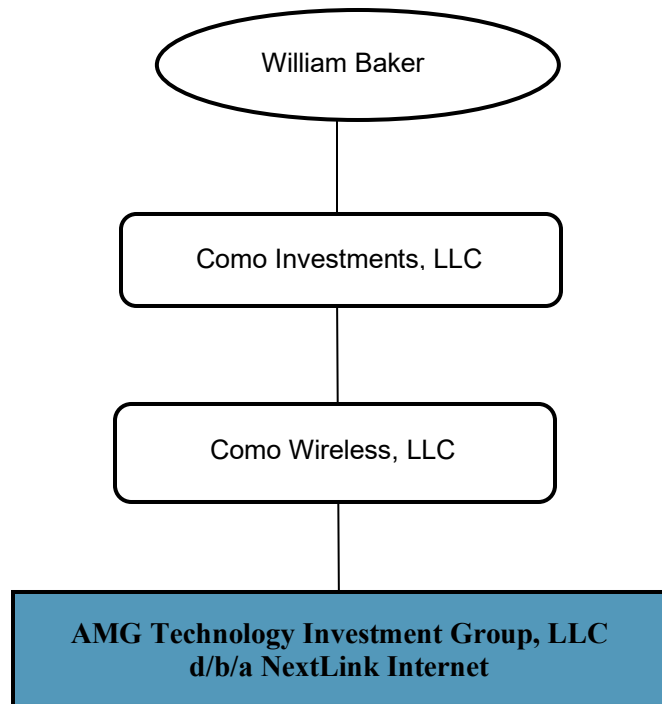 William Baker
Como Investments, LLC
Como Wireless, LLC
AMG Technology Investment Group, LLC
d/b/a NextLink Internet